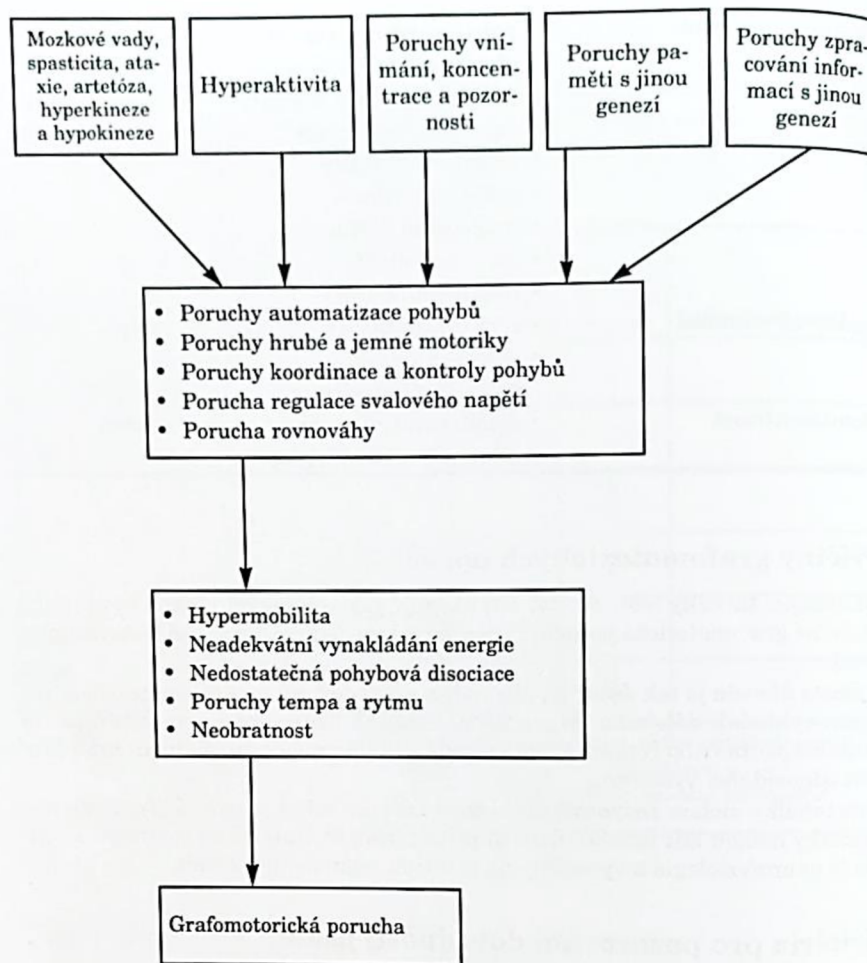 Mozkové vady,
spasticita, ata-
xie, artetóza,
hyperkineze
a hypokineze
Hyperaktivita
Poruchy vní-
mání, koncen-
trace a pozor-
nosti
Poruchy pa-
měti s jinou
genezí
Poruchy zpra-
cování infor-
mací s jinou
genezí
• Poruchy automatizace pohybů
• Poruchy hrubé a jemné motoriky
• Poruchy koordinace a kontroly pohybů
• Porucha regulace svalového napětí
• Porucha rovnováhy
• Hypermobilita
• Neadekvátní vynakládání energie
• Nedostatečná pohybová disociace
• Poruchy tempa a rytmu
• Neobratnost
Grafomotorická porucha